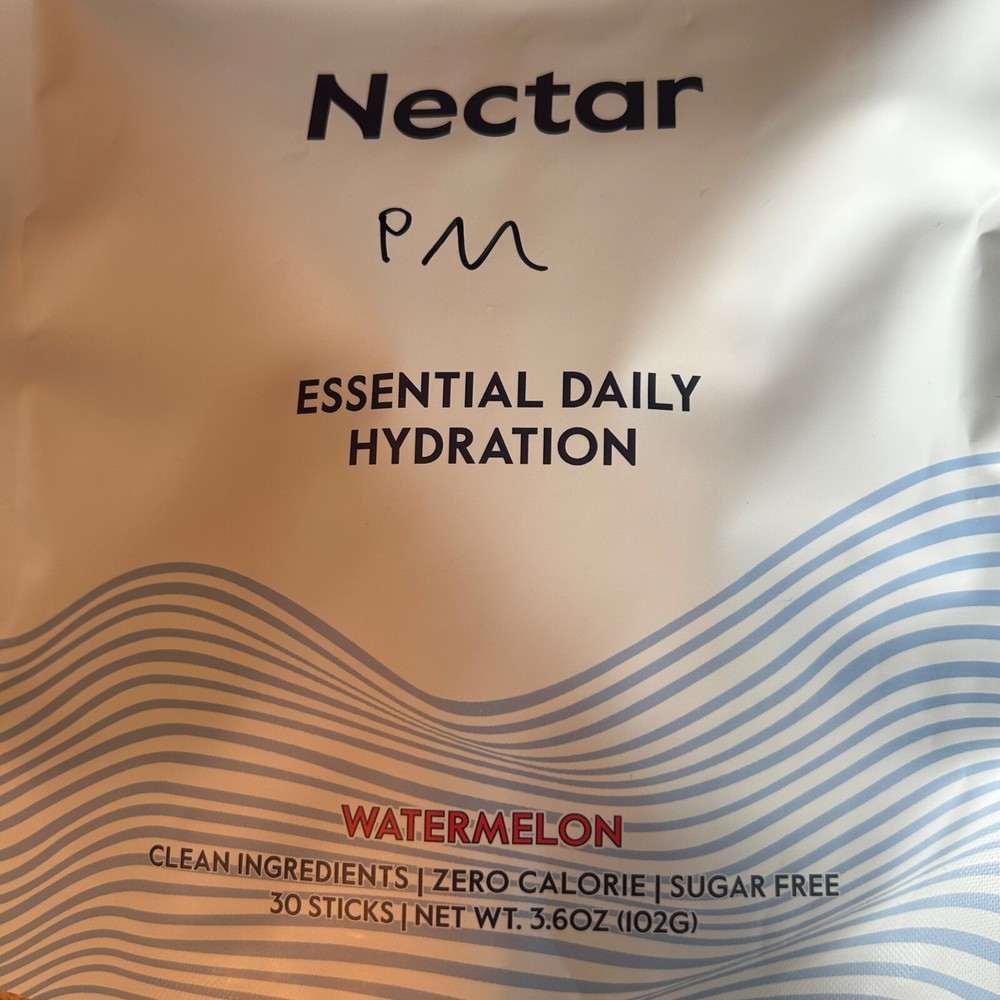 Nectar
PM
ESSENTIAL DAILY
HYDRATION
WATERMELON
CLEAN INGREDIENTS | ZERO CALORIE | SUGAR FREE
30 STICKS | NET WT. 3.6OZ (102G)